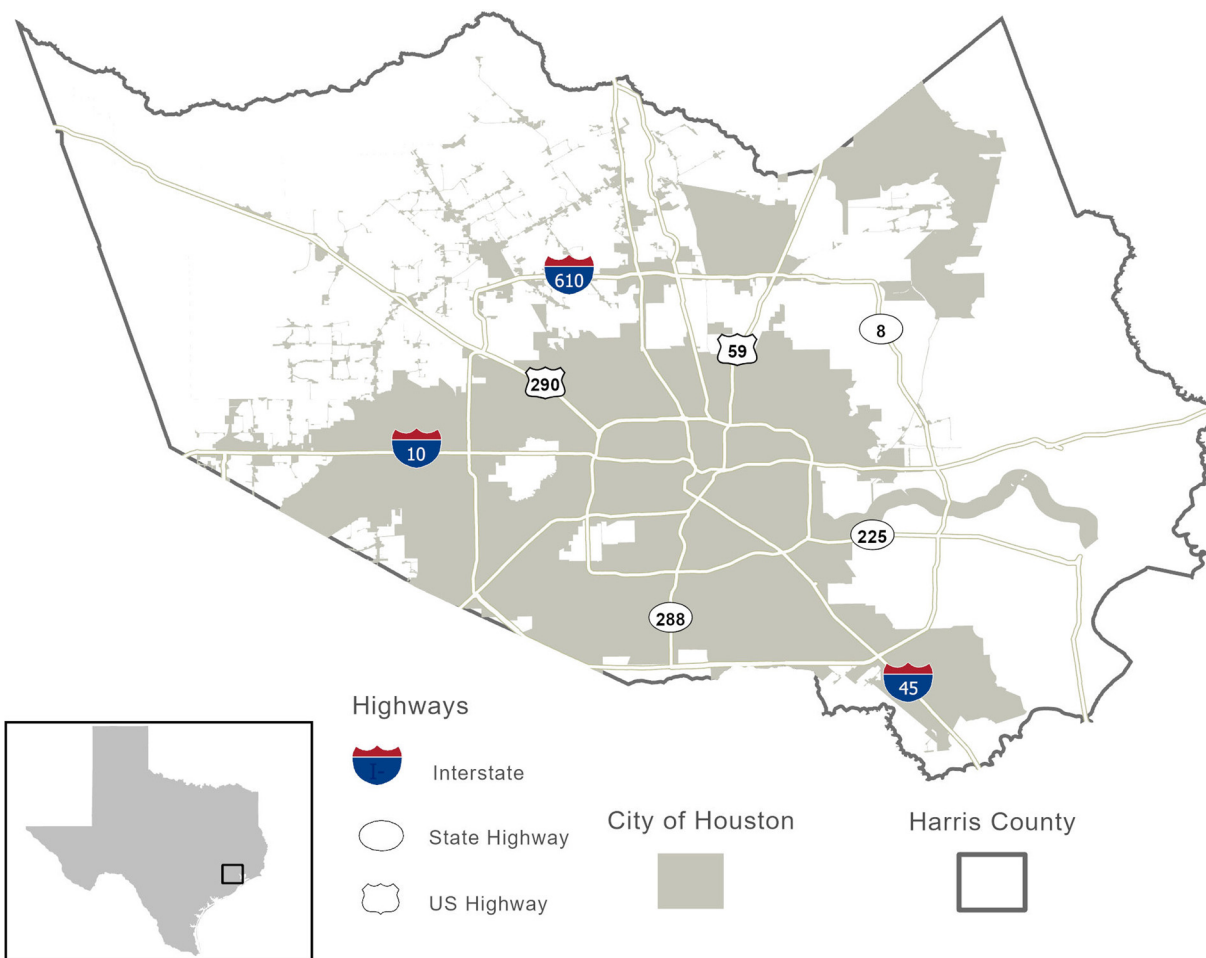 610
8
59
290
10
225
288
45
Highways
I-
Interstate
State Highway
US Highway
City of Houston
Harris County